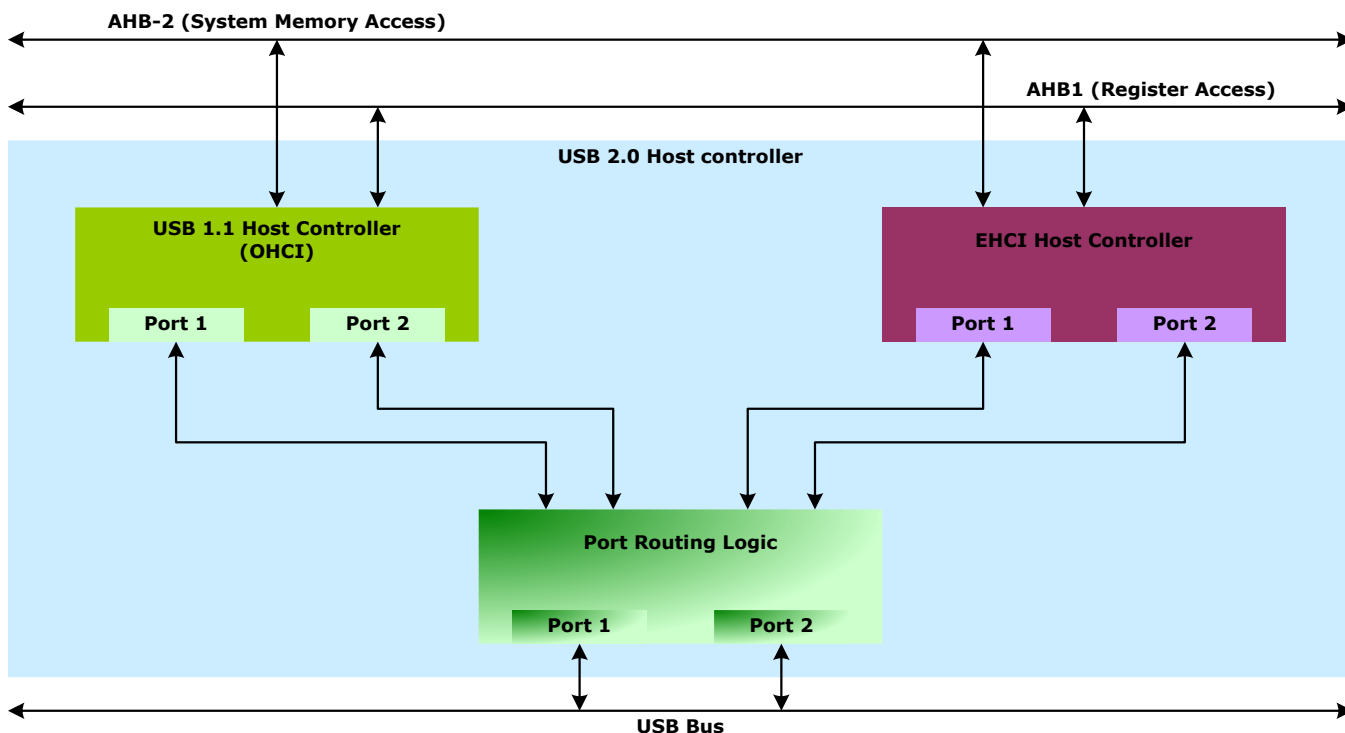 AHB-2 (System Memory Access)
AHB1 (Register Access)
USB 2.0 Host controller
USB 1.1 Host Controller
(OHCI)
EHCI Host Controller
Port 1
Port 2
Port 1
Port 2
Port Routing Logic
Port 1
Port 2
USB Bus